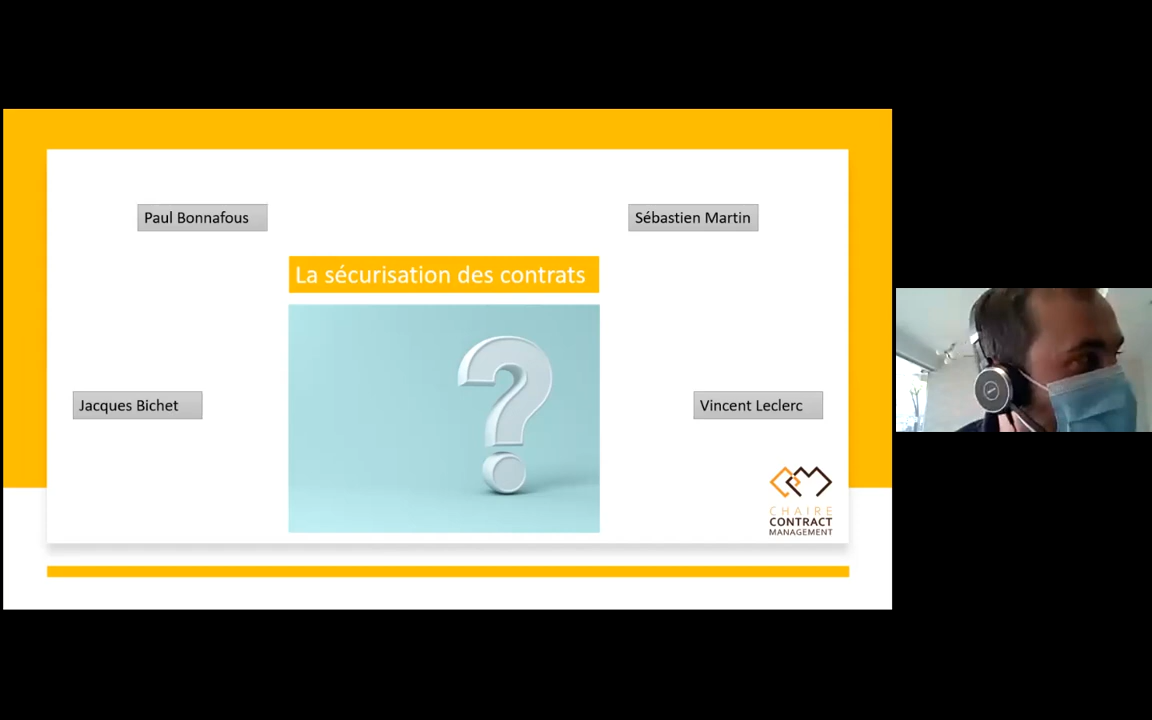 Paul Bonnafous
Sébastien Martin
La sécurisation des contrats
Jacques Bichet
Vincent Leclerc
CHAIRE
CONTRACT
MANAGEMENT